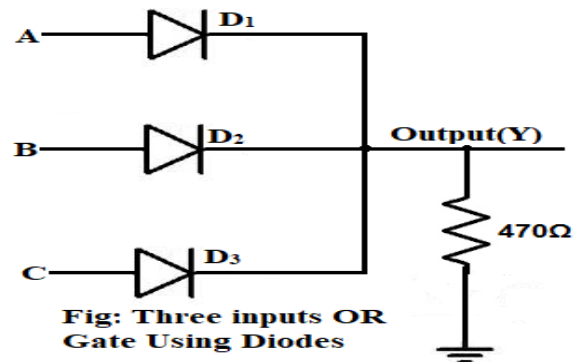 A
D1
B
D2
Output(Y)
470Ω
C
D3
Fig: Three inputs OR
Gate Using Diodes